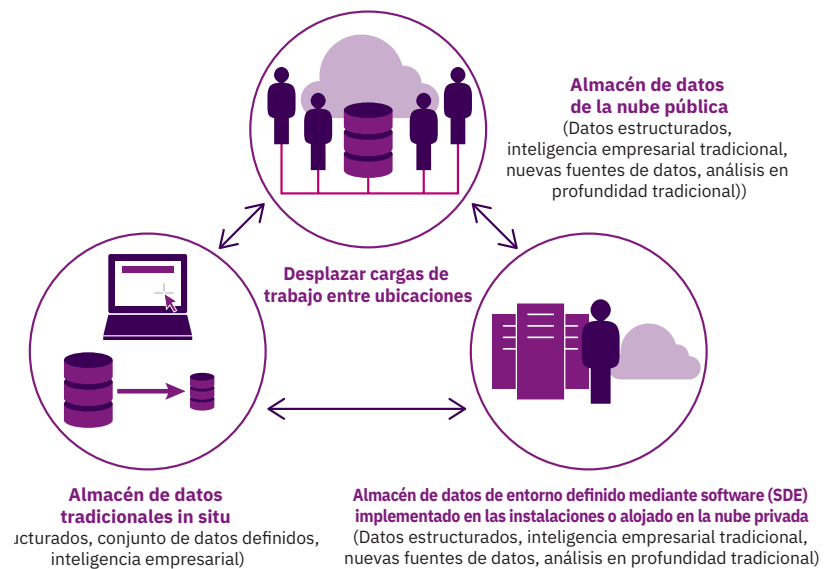 Almacén de datos
de la nube pública
(Datos estructurados,
inteligencia empresarial tradicional,
nuevas fuentes de datos, análisis en
profundidad tradicional))
Desplazar cargas de
trabajo entre ubicaciones
Almacén de datos
tradicionales in situ
conjunto de datos definidos,
inteligencia empresarial)
Almacén de datos de entorno definido mediante software (SDE)
implementado en las instalaciones o alojado en la nube privada
(Datos estructurados, inteligencia empresarial tradicional,
nuevas fuentes de datos, análisis en profundidad tradicional)